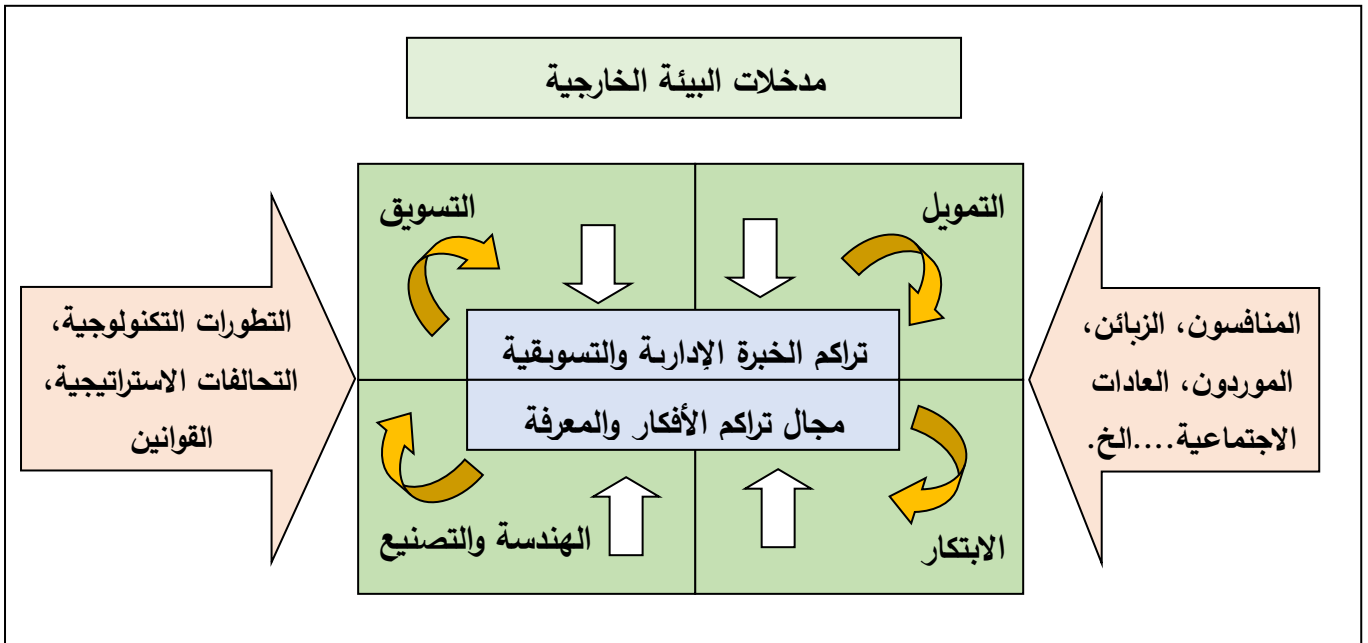 مدخلات البيئة الخارجية
التمويل
التسويق
المنافسون، الزبائن،
الموردون، العادات
الاجتماعية....الخ.
تراكم الخبرة الإدارية والتسويقية
مجال تراكم الأفكار والمعرفة
التطورات التكنولوجية،
التحالفات الاستراتيجية،
القوانين
الابتكار
الهندسة والتصنيع